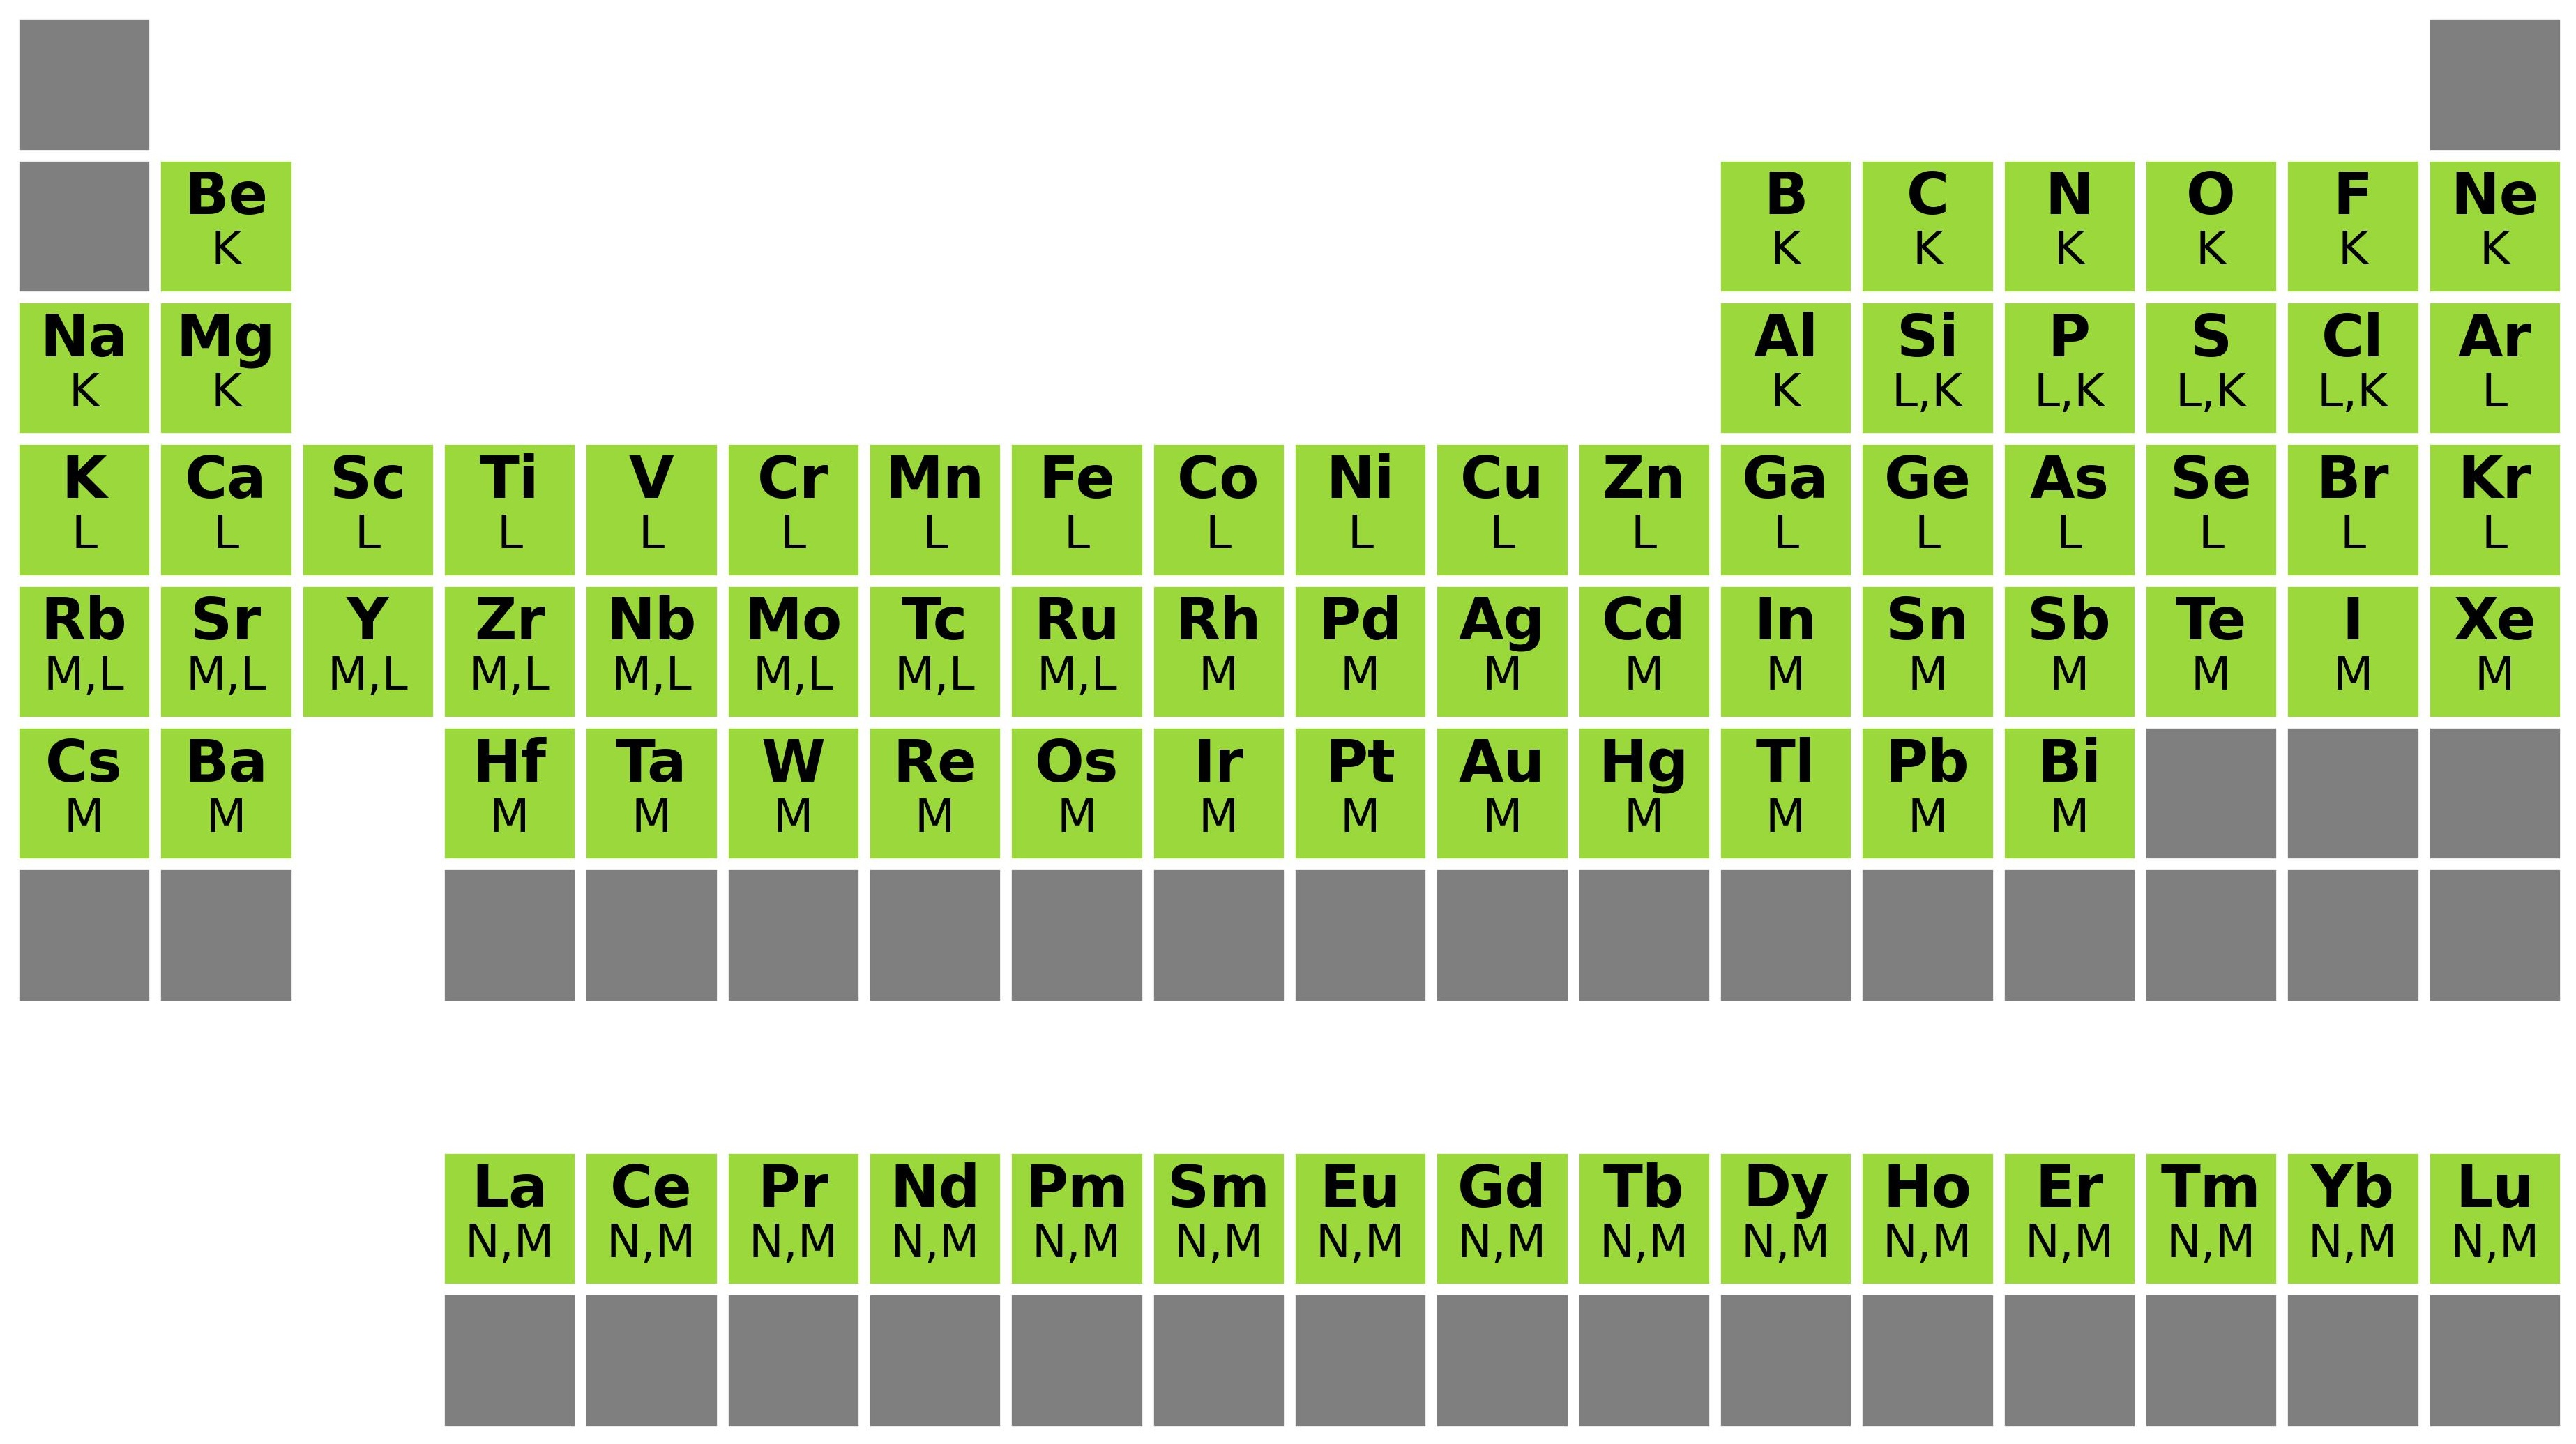 Be B C N O F Ne
K K K K K K K
Na Mg Al Si P S Cl Ar
K K K L,K L,K L,K L,K L
K Ca Sc Ti V Cr Mn Fe Co Ni Cu Zn Ga Ge As Se Br Kr
L L L L L L L L L L L L L L L L L L
Rb Sr Y Zr Nb Mo Tc Ru Rh Pd Ag Cd In Sn Sb Te I Xe
M,L M,L M,L M,L M,L M,L M,L M,L M M M M M M M M M M
Cs Ba Hf Ta W Re Os Ir Pt Au Hg Tl Pb Bi
M M M M M M M M M M M M M M
La Ce Pr Nd Pm Sm Eu Gd Tb Dy Ho Er Tm Yb Lu
N,M N,M N,M N,M N,M N,M N,M N,M N,M N,M N,M N,M N,M N,M N,M